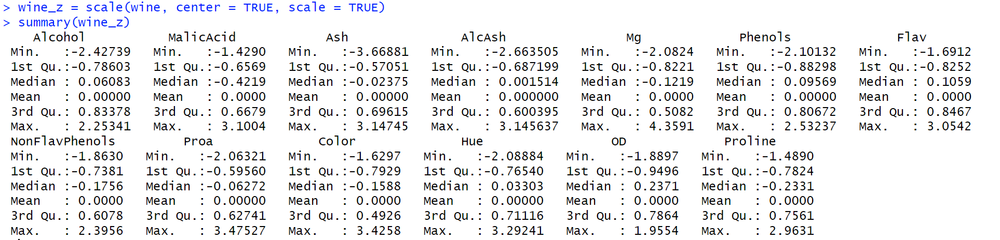 > wine_z = scale(wine, center = TRUE, scale = TRUE)
> summary(wine_z)
    Alcohol           MalicAcid            Ash               AlcAsh                Mg              Phenols              Flav
 Min.   :-2.42739   Min.   :-1.4290   Min.   :-3.66881   Min.   :-2.663505   Min.   :-2.0824   Min.   :-2.10132   Min.   :-1.6912
 1st Qu.:-0.78603   1st Qu.:-0.6569   1st Qu.:-0.57051   1st Qu.:-0.687199   1st Qu.:-0.8221   1st Qu.:-0.88298   1st Qu.:-0.8252
 Median : 0.06083   Median :-0.4219   Median :-0.02375   Median : 0.001514   Median :-0.1219   Median : 0.09569   Median : 0.1059
 Mean   : 0.00000   Mean   : 0.0000   Mean   : 0.00000   Mean   : 0.000000   Mean   : 0.0000   Mean   : 0.00000   Mean   : 0.0000
 3rd Qu.: 0.83378   3rd Qu.: 0.6679   3rd Qu.: 0.69615   3rd Qu.: 0.600395   3rd Qu.: 0.5082   3rd Qu.: 0.80672   3rd Qu.: 0.8467
 Max.   : 2.25341   Max.   : 3.1004   Max.   : 3.14745   Max.   : 3.145637   Max.   : 4.3591   Max.   : 2.53237   Max.   : 3.0542
 NonFlavPhenols         Proa              Color              Hue                 OD             Proline
 Min.   :-1.8630   Min.   :-2.06321   Min.   :-1.6297   Min.   :-2.08884   Min.   :-1.8897   Min.   :-1.4890
 1st Qu.:-0.7381   1st Qu.:-0.59560   1st Qu.:-0.7929   1st Qu.:-0.76540   1st Qu.:-0.9496   1st Qu.:-0.7824
 Median :-0.1756   Median :-0.06272   Median :-0.1588   Median : 0.03303   Median : 0.2371   Median :-0.2331
 Mean   : 0.0000   Mean   : 0.00000   Mean   : 0.0000   Mean   : 0.00000   Mean   : 0.0000   Mean   : 0.0000
 3rd Qu.: 0.6078   3rd Qu.: 0.62741   3rd Qu.: 0.4926   3rd Qu.: 0.71116   3rd Qu.: 0.7864   3rd Qu.: 0.7561
 Max.   : 2.3956   Max.   : 3.47527   Max.   : 3.4258   Max.   : 3.29241   Max.   : 1.9554   Max.   : 2.9631